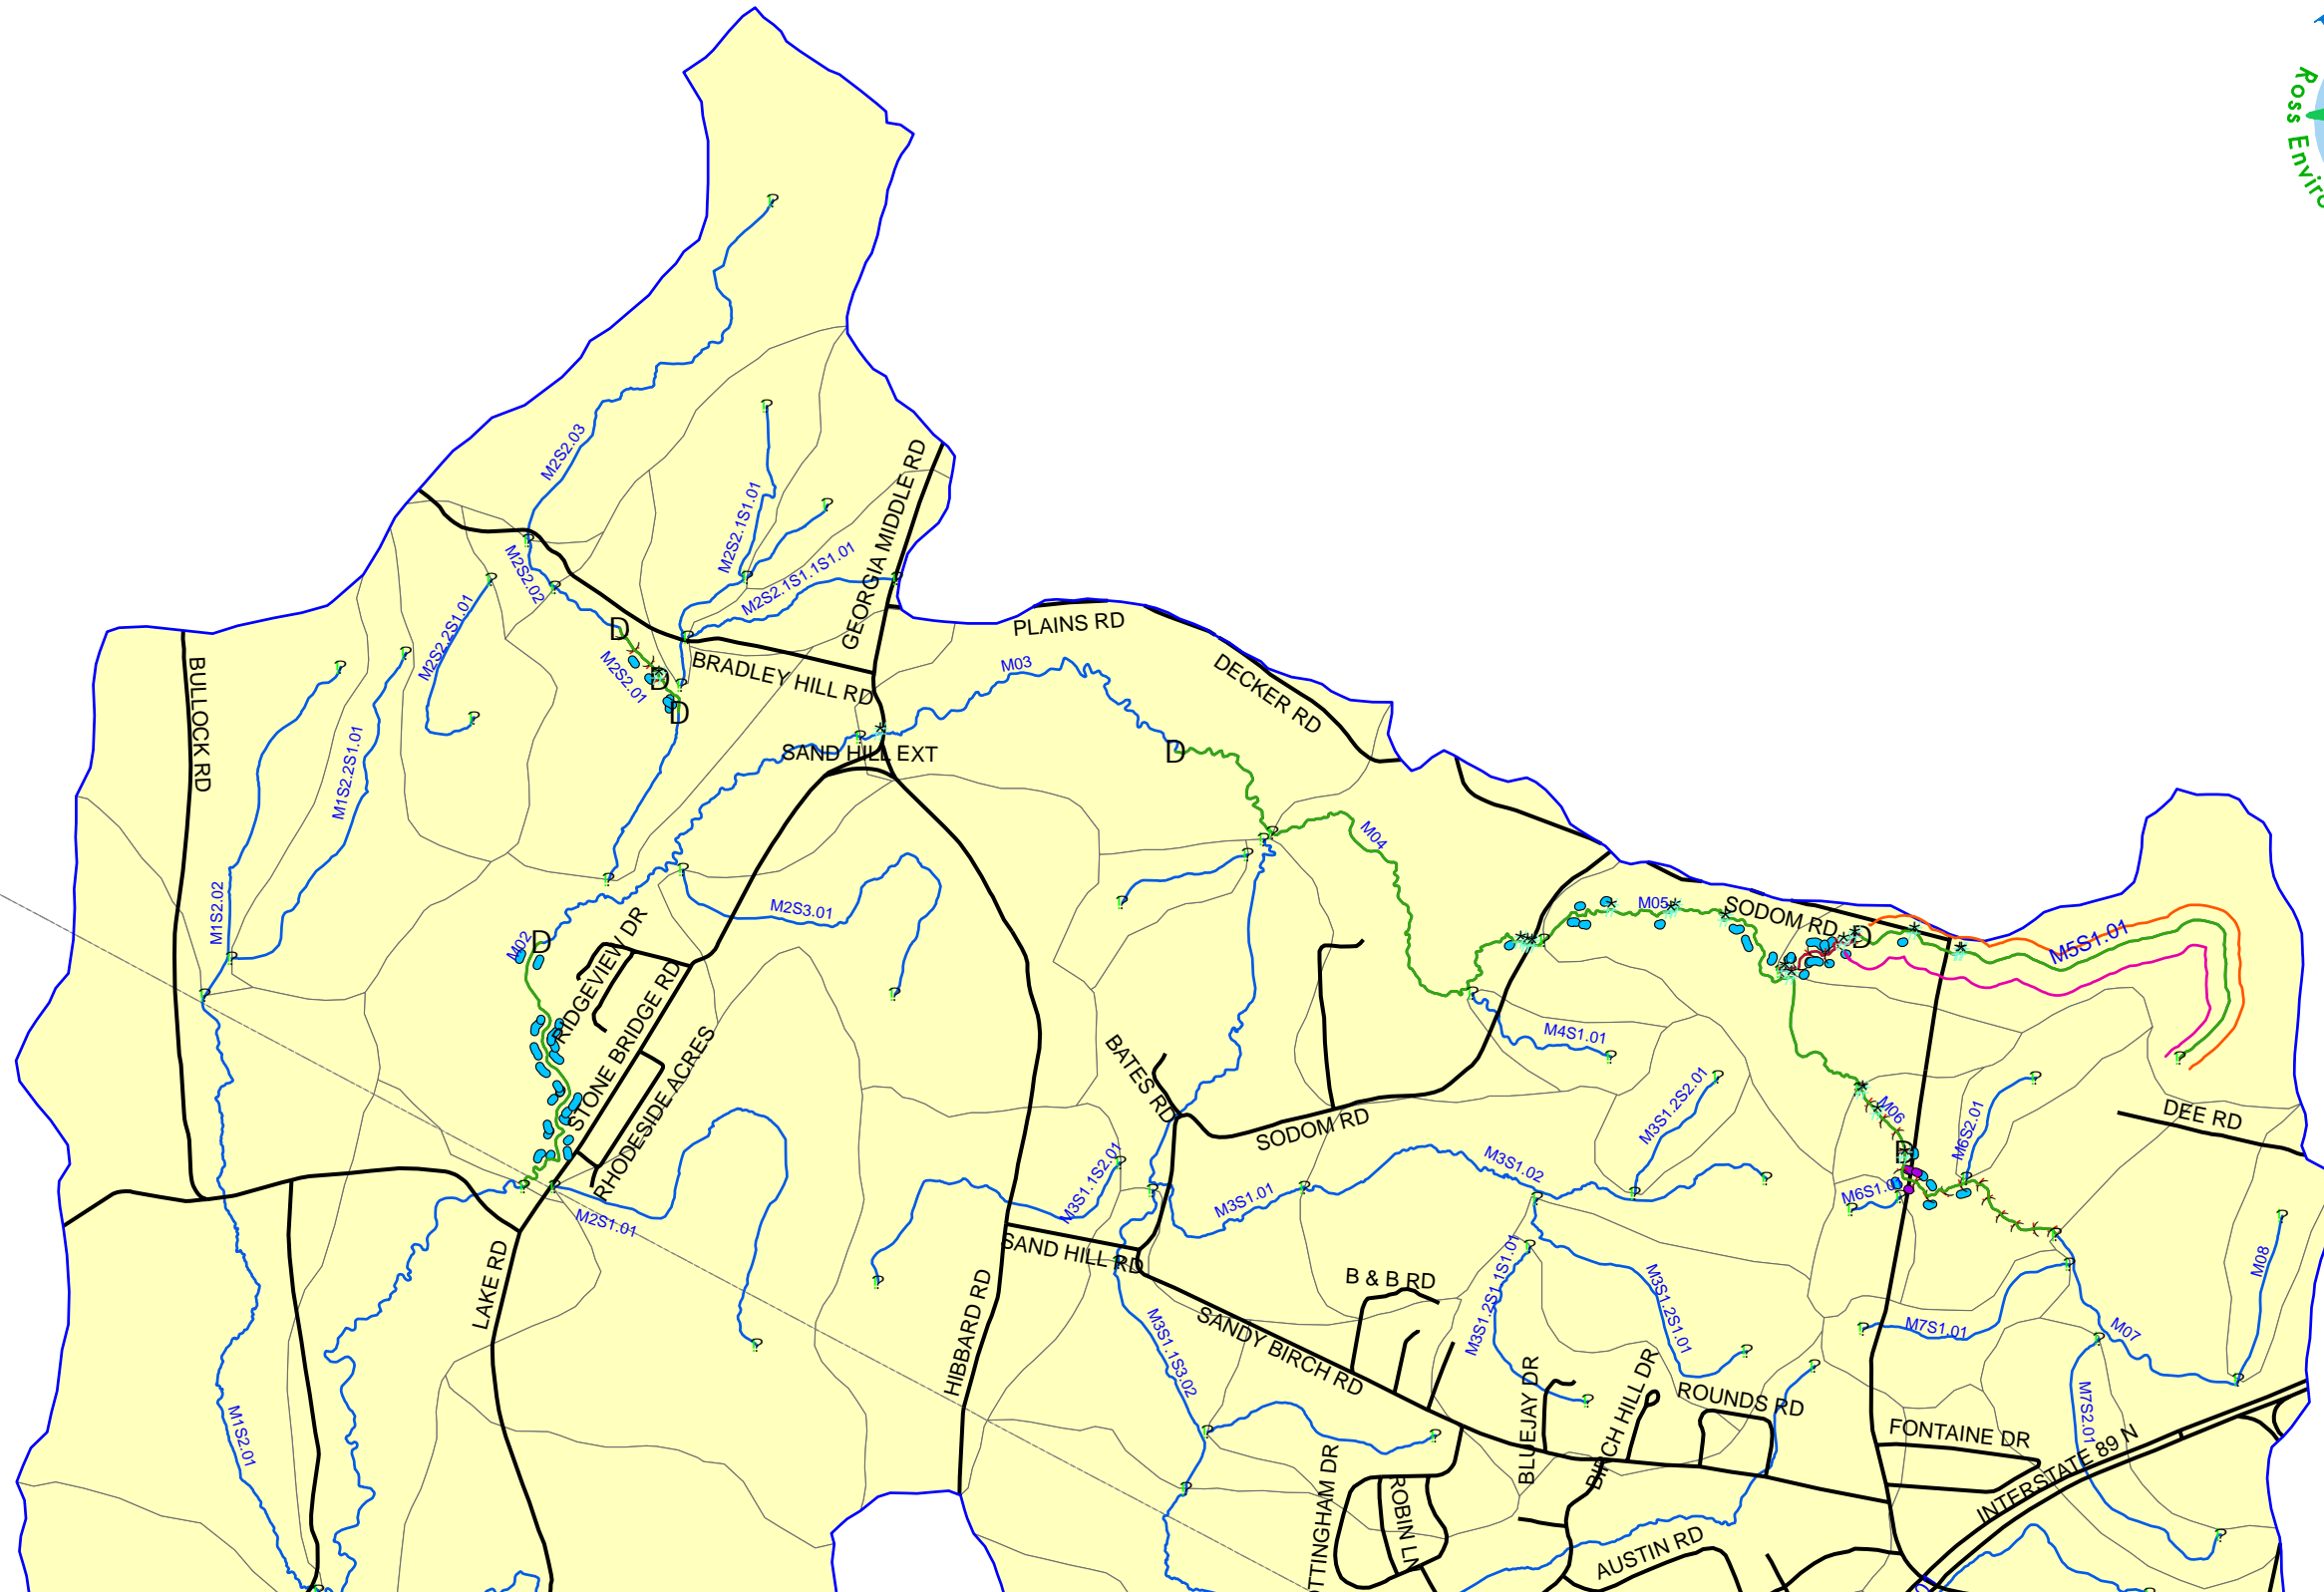 Ross Enviro
M2S2.03
M2S2.1S1.01
GEORGIA MIDDLE RD
M2S2.02
M2S2.1S1.1S1.01
M2S2.2S1.01
D
PLAINS RD
BULLOCK RD
M2S2.01
D
BRADLEY HILL RD
M03
DECKER RD
D
M1S2.2S1.01
SAND HILL EXT
D
M04
M1S2.02
M2S3.01
M05
SODOM RD
D
M5S1.01
M02
D
RIDGEVIEW DR
STONE BRIDGE RD
M4S1.01
BATES RD
RHODESIDE ACRES
M3S1.2S2.01
M06
DEE RD
SODOM RD
M6S2.01
D
M3S1.1S2.01
M3S1.02
M3S1.01
M6S1.01
M2S1.01
SAND HILL RD
LAKE RD
B & B RD
M3S1.2S1.1S1.01
M3S1.2S1.01
M08
HIBBARD RD
M3S1.1S3.02
SANDY BIRCH RD
M7S1.01
M07
M1S2.01
BLUEJAY DR
BIRCH HILL DR
ROUNDS RD
M7S2.01
FONTAINE DR
INTERSTATE 89 N
TTINGHAM DR
ROBIN LN
AUSTIN RD